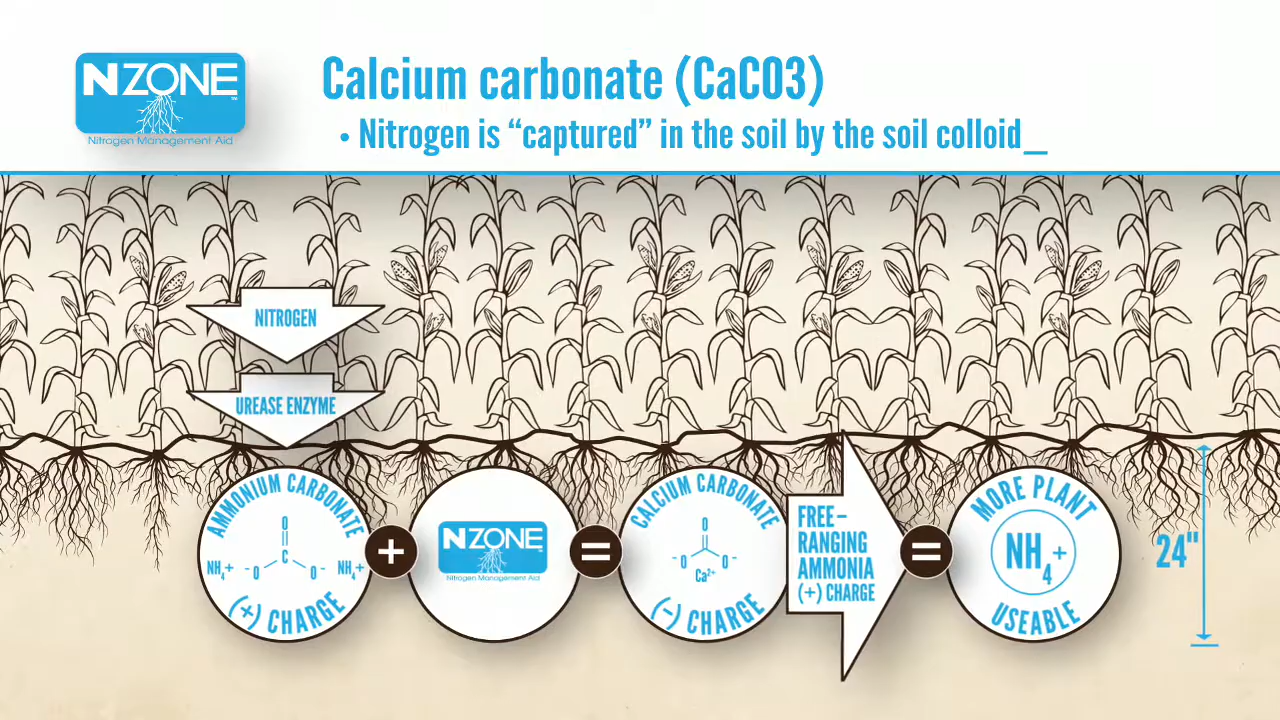 NZONE™
Nitrogen Management Aid
Calcium carbonate (CaCO3)
• Nitrogen is “captured” in the soil by the soil colloid_
NITROGEN
UREASE ENZYME
AMMONIUM CARBONATE
O
C
NH4+ -O O- NH4+
(+) CHARGE
+
NZONE
Nitrogen Management Aid
=
CALCIUM CARBONATE
O
-O O-
Ca2+
(–) CHARGE
FREE–
RANGING
AMMONIA
(+) CHARGE
=
MORE PLANT
NH4+
USEABLE
24"